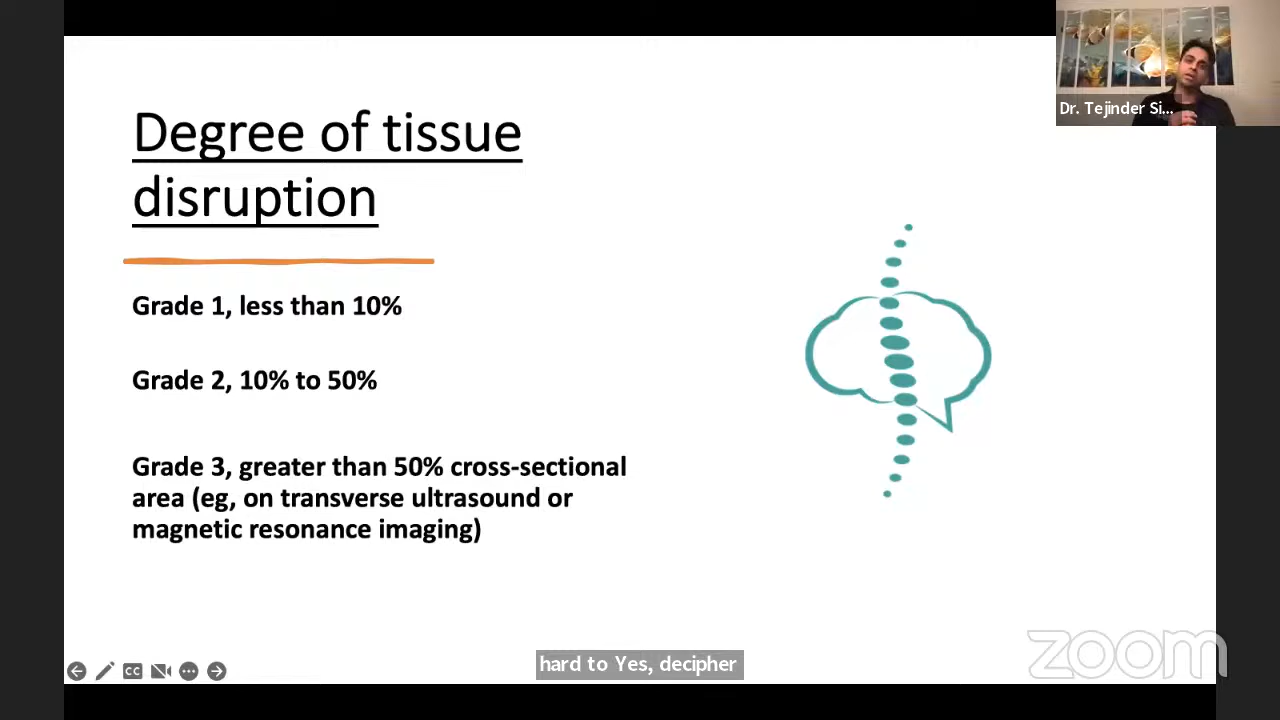 Dr. Tejinder Si...
Degree of tissue
disruption
Grade 1, less than 10%
Grade 2, 10% to 50%
Grade 3, greater than 50% cross-sectional
area (eg, on transverse ultrasound or
magnetic resonance imaging)
hard to Yes, decipher
zoom
CC